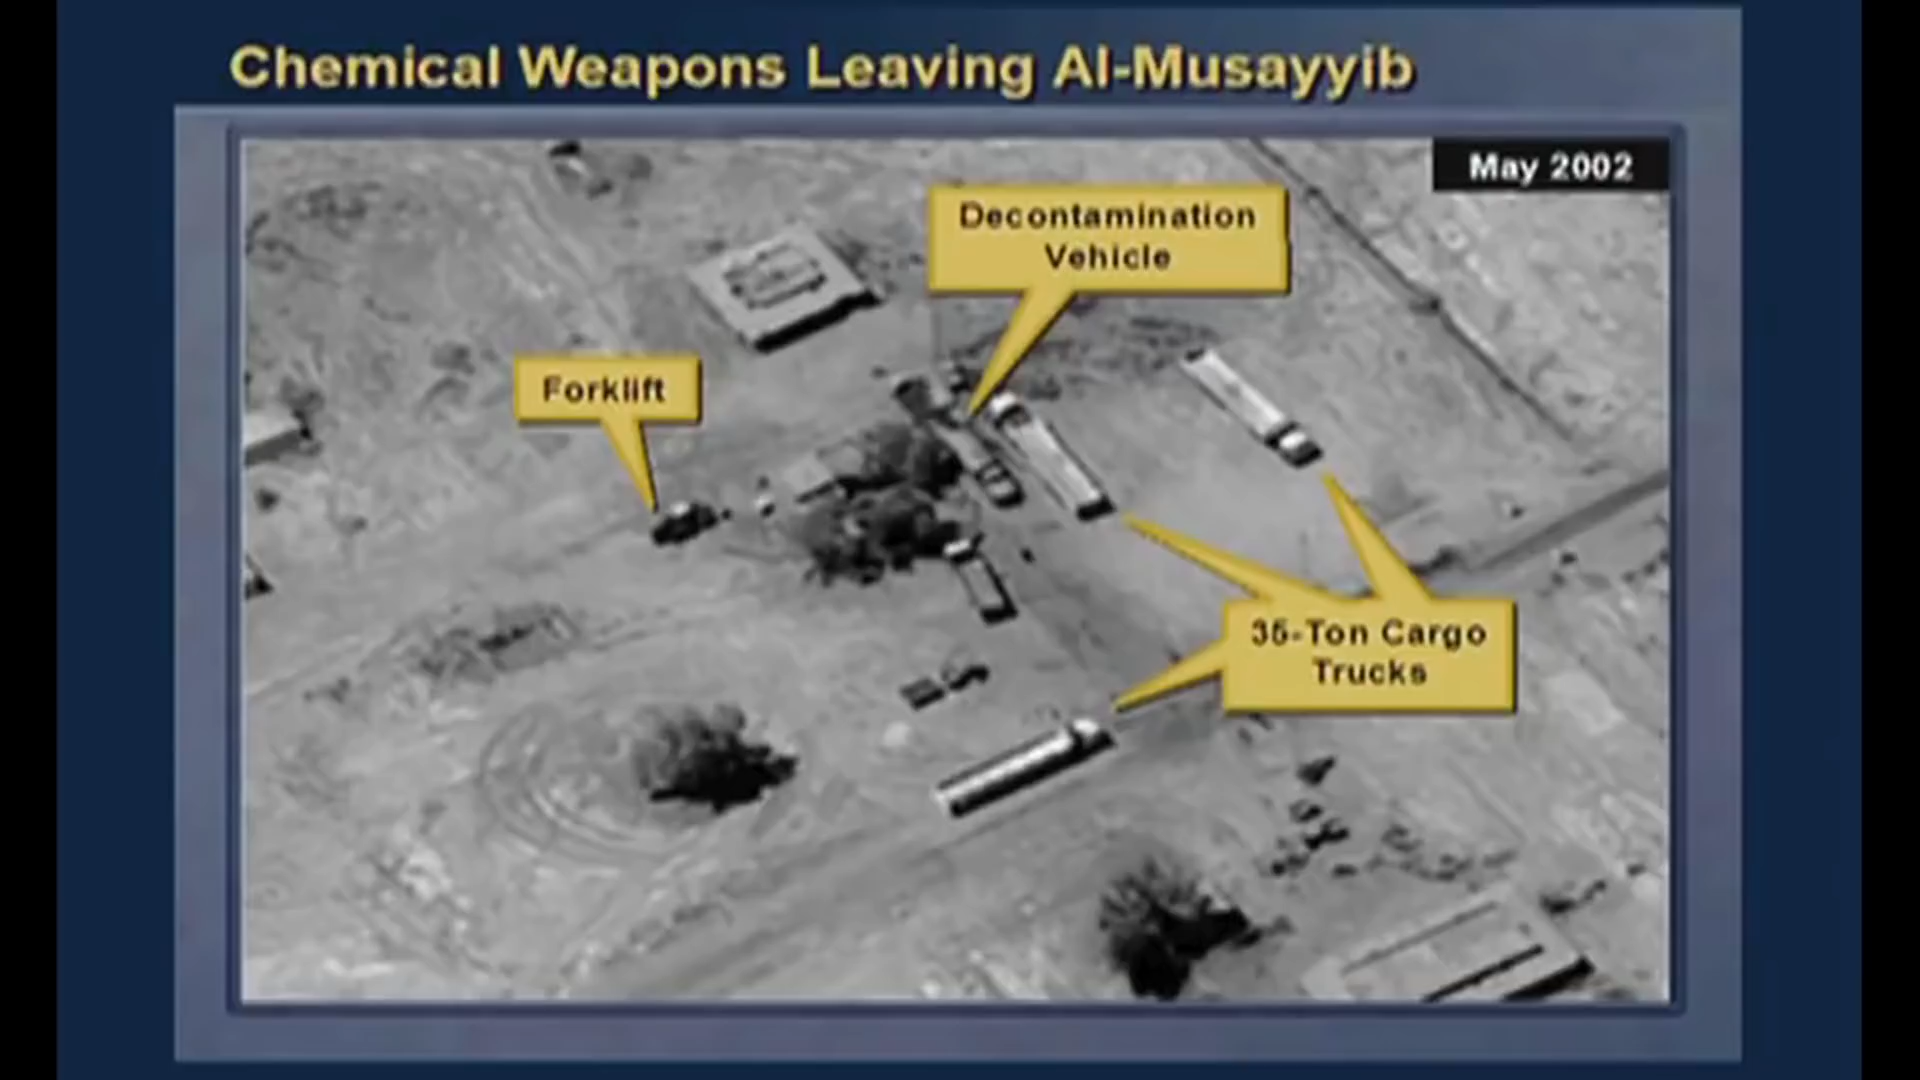 Chemical Weapons Leaving Al-Musayyib
May 2002
Decontamination
Vehicle
Forklift
35-Ton Cargo
Trucks